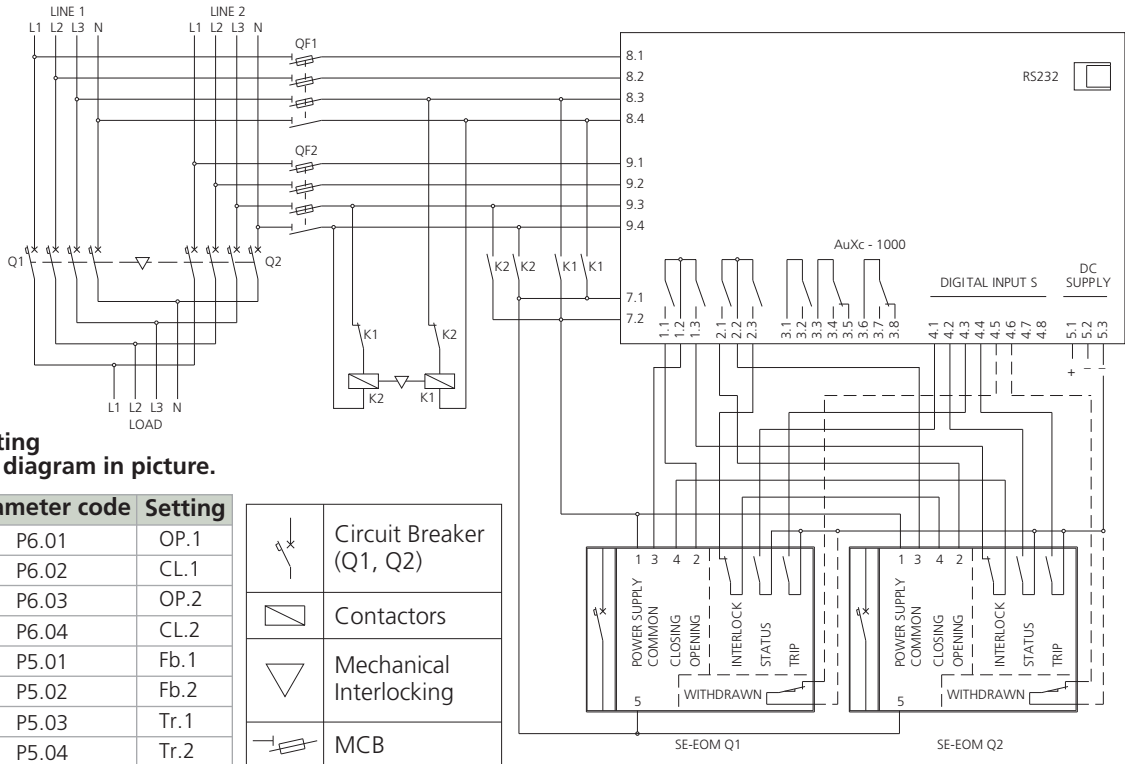 LINE 1 LINE 2
L1 L2 L3 N L1 L2 L3 N
QF1
8.1
8.2
8.3
8.4
RS232
QF2
9.1
9.2
9.3
9.4
AuXc - 1000
Q1 Q2
K2 K2 K1 K1
DIGITAL INPUT S
DC
SUPPLY
7.1
7.2
1.1 1.2 1.3 2.1 2.2 2.3 3.1 3.2 3.3 3.4 3.5 3.6 3.7 3.8 4.1 4.2 4.3 4.4 4.5 4.6 4.7 4.8 5.1 5.2 5.3
+ - -
K1 K2
K2 K1
L1 L2 L3 N
LOAD
ting
diagram in picture.
ameter code Setting
P6.01 OP.1
P6.02 CL.1
P6.03 OP.2
P6.04 CL.2
P5.01 Fb.1
P5.02 Fb.2
P5.03 Tr.1
P5.04 Tr.2
Circuit Breaker
(Q1, Q2)
Contactors
Mechanical
Interlocking
MCB
1 3 4 2
POWER SUPPLY
COMMON
CLOSING
OPENING
INTERLOCK
STATUS
TRIP
WITHDRAWN
5
SE-EOM Q1
1 3 4 2
POWER SUPPLY
COMMON
CLOSING
OPENING
INTERLOCK
STATUS
TRIP
WITHDRAWN
5
SE-EOM Q2